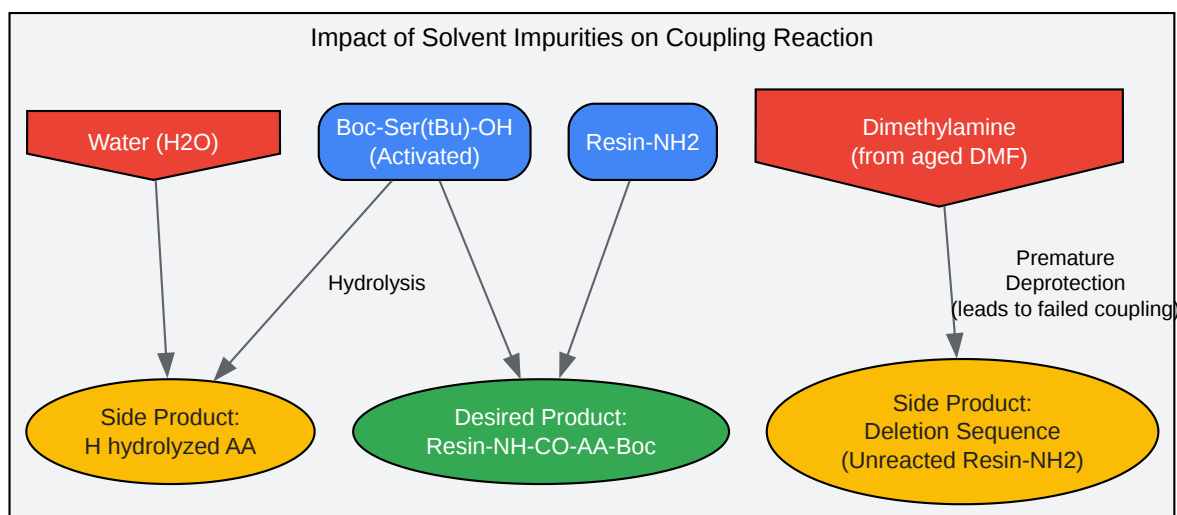 Impact of Solvent Impurities on Coupling Reaction
Water (H2O)
Boc-Ser(tBu)-OH
(Activated)
Resin-NH2
Dimethylamine
(from aged DMF)
Hydrolysis
Premature
Deprotection
(leads to failed coupling)
Side Product:
H hydrolyzed AA
Desired Product:
Resin-NH-CO-AA-Boc
Side Product:
Deletion Sequence
(Unreacted Resin-NH2)